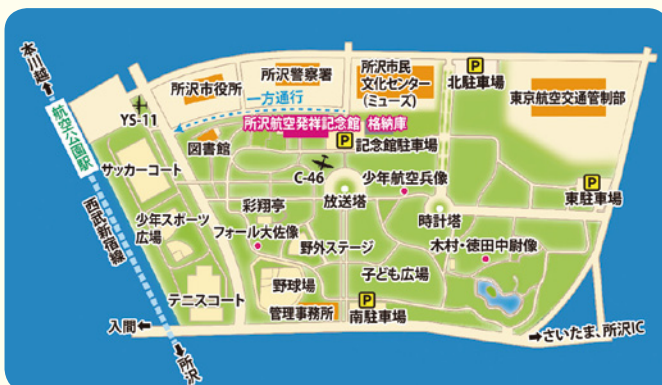 本川越
航空公園駅
西武新宿線
所沢
入間
さいたま、所沢IC
YS-11
所沢市役所
所沢警察署
所沢市民
文化センター
(ミューズ)
P
北駐車場
東京航空交通管制部
一方通行
所沢航空発祥記念館 格納庫
図書館
P
記念館駐車場
サッカーコート
C-46
少年航空兵像
P
東駐車場
放送塔
彩翔亭
時計塔
少年スポーツ
広場
フォール大佐像
野外ステージ
木村・徳田中尉像
子ども広場
野球場
テニスコート
管理事務所
P
南駐車場